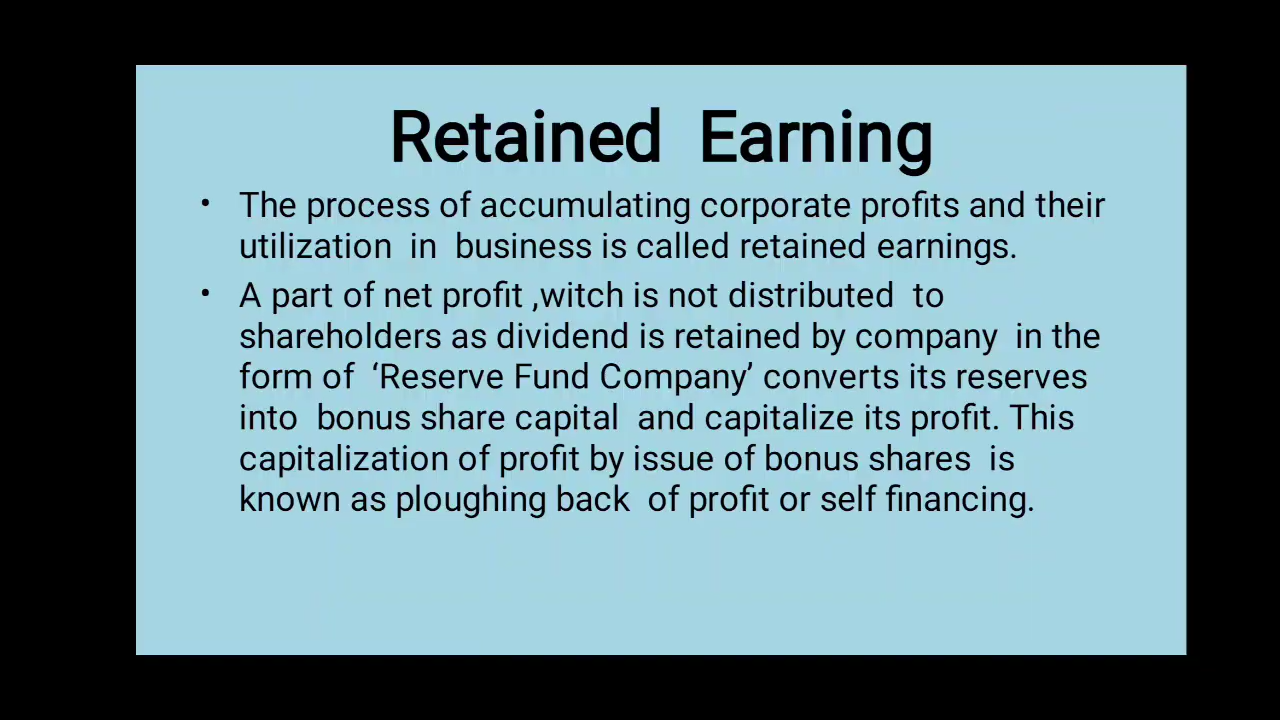 Retained  Earning
• The process of accumulating corporate profits and their
utilization  in  business is called retained earnings.
• A part of net profit ,witch is not distributed  to
shareholders as dividend is retained by company  in the
form of  ‘Reserve Fund Company’ converts its reserves
into  bonus share capital  and capitalize its profit. This
capitalization of profit by issue of bonus shares  is
known as ploughing back  of profit or self financing.